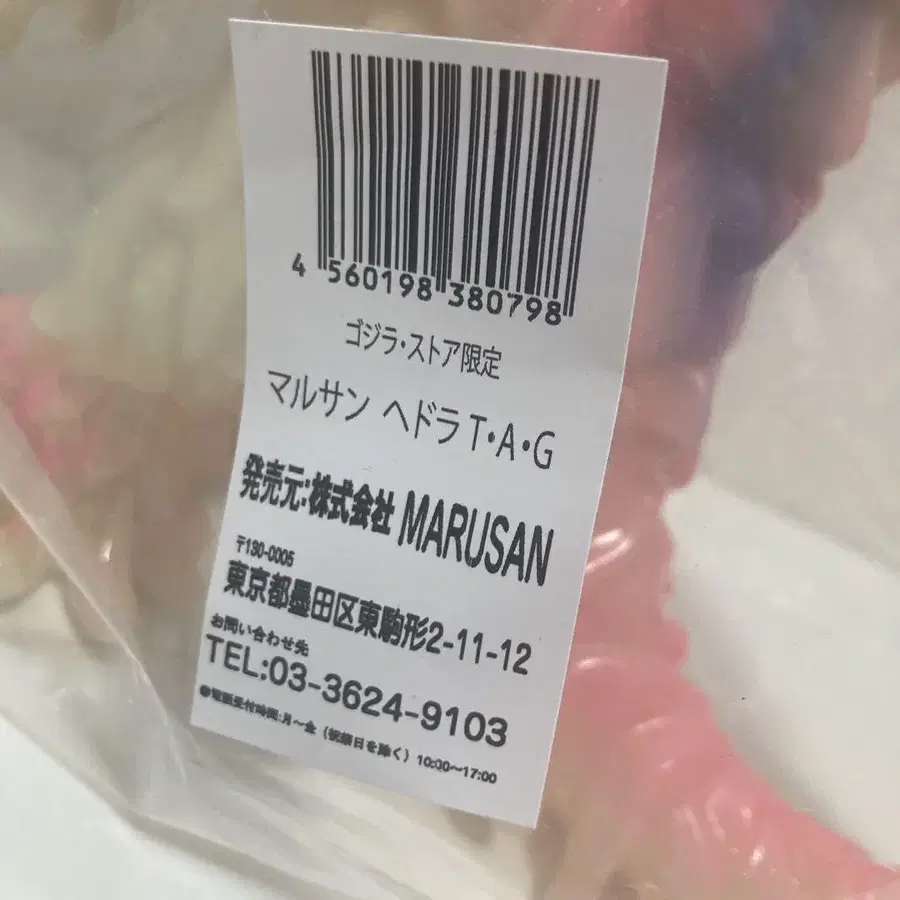 4 560198 380798
ゴジラ・ストア限定
マルサン ヘドラ T・A・G
発売元:株式会社 MARUSAN
〒130-0005
東京都墨田区東駒形2-11-12
お問い合わせ先
TEL:03-3624-9103
●電話受付時間:月〜金（祝祭日を除く）10:00〜17:00